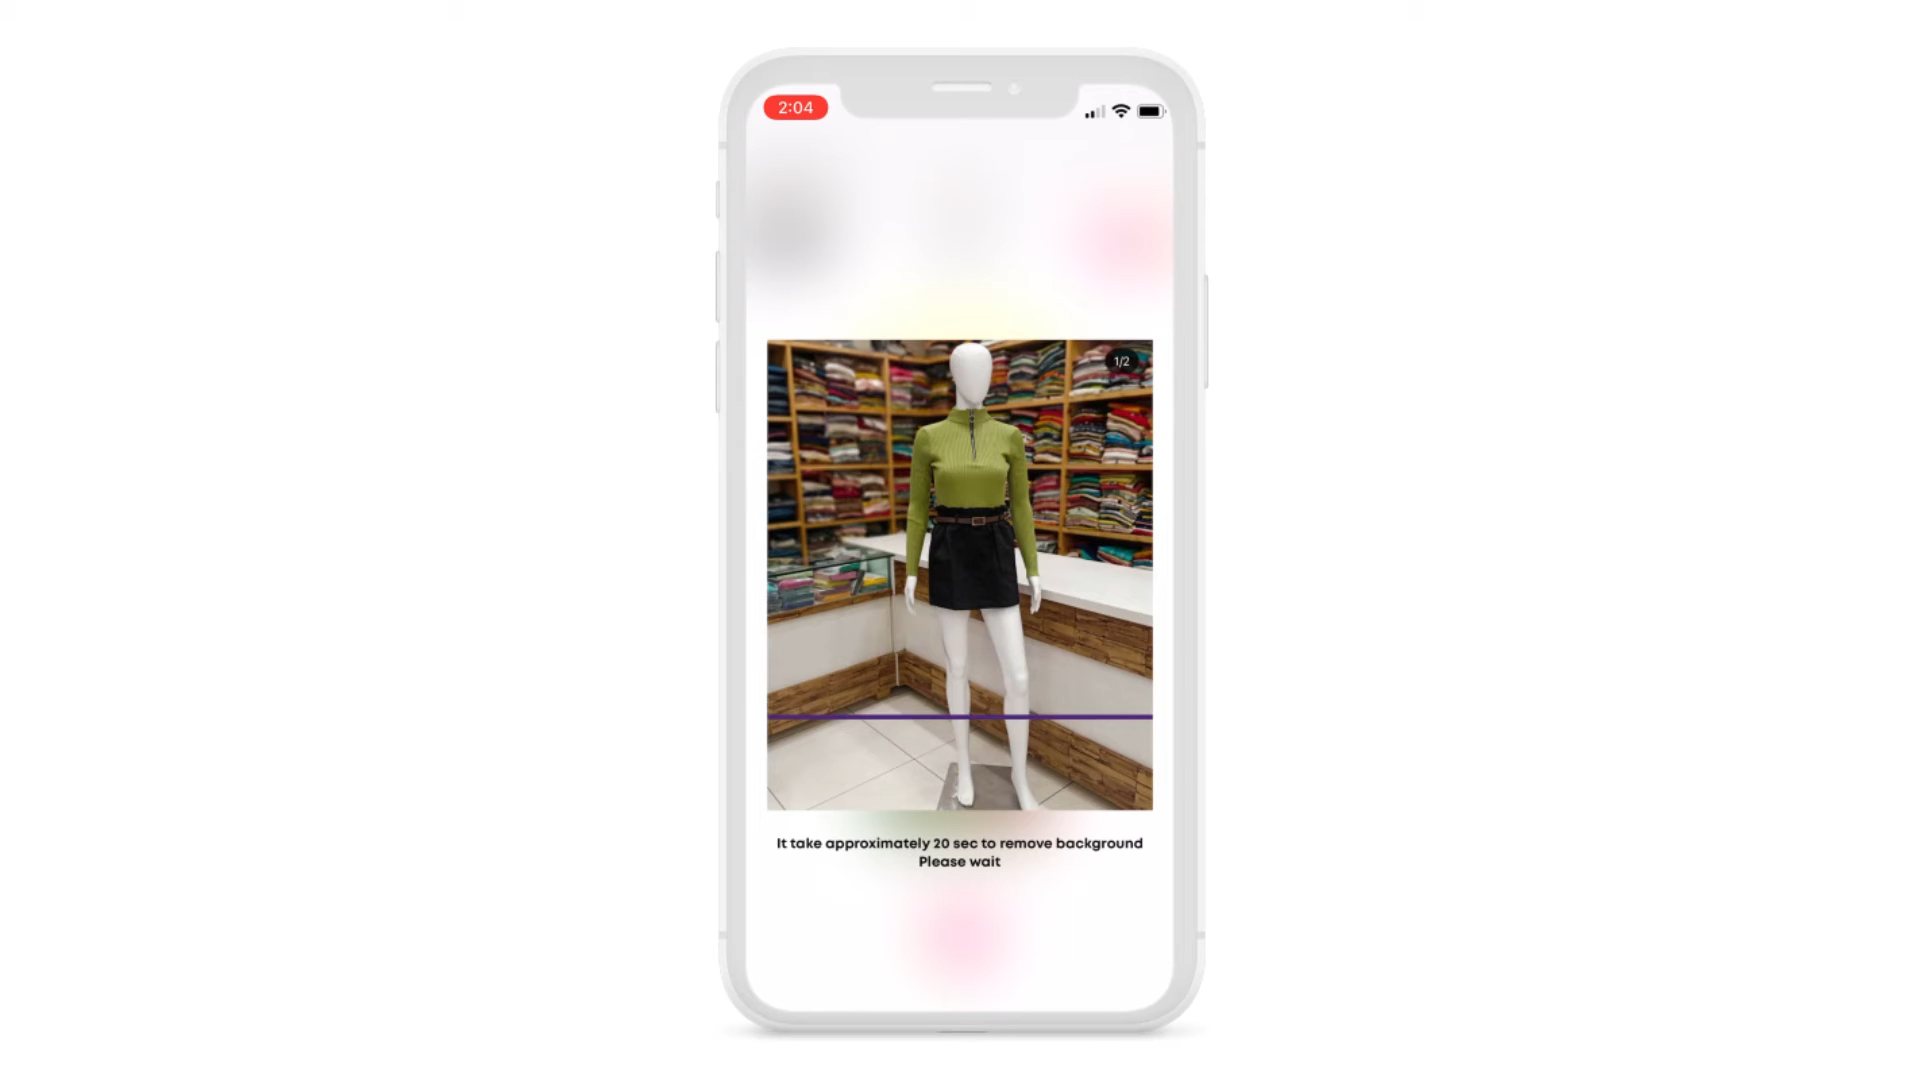 2:04
1/2
It take approximately 20 sec to remove background
Please wait